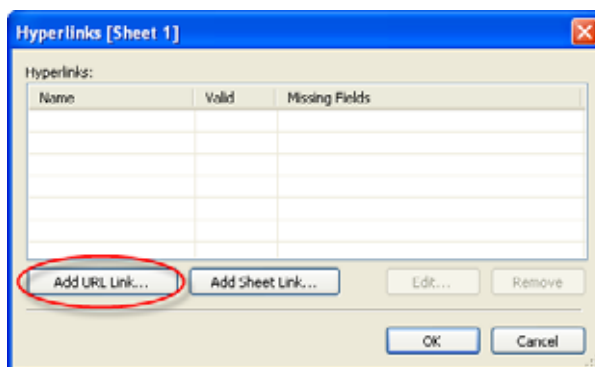 Hyperlinks [Sheet 1]
Hyperlinks:
Name Valid Missing Fields
Add URL Link... Add Sheet Link... Edit... Remove
OK Cancel